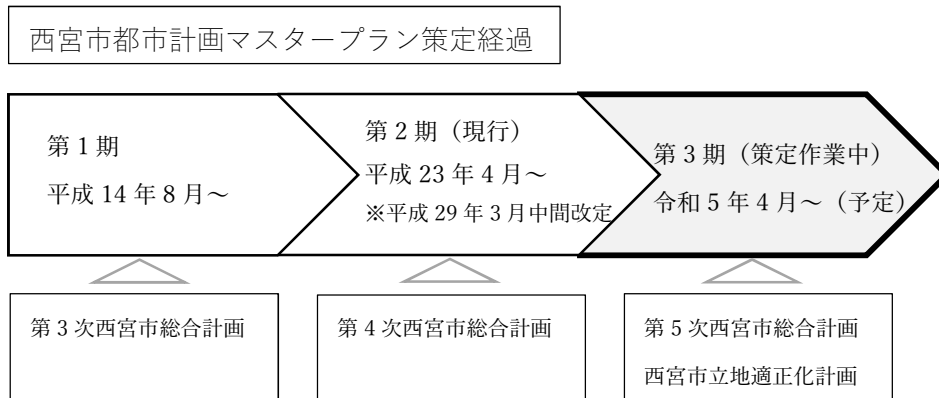 西宮市都市計画マスタープラン策定経過
第1期
平成14年8月～
第2期（現行）
平成23年4月～
※平成29年3月中間改定
第3期（策定作業中）
令和5年4月～（予定）
第3次西宮市総合計画
第4次西宮市総合計画
第5次西宮市総合計画
西宮市立地適正化計画